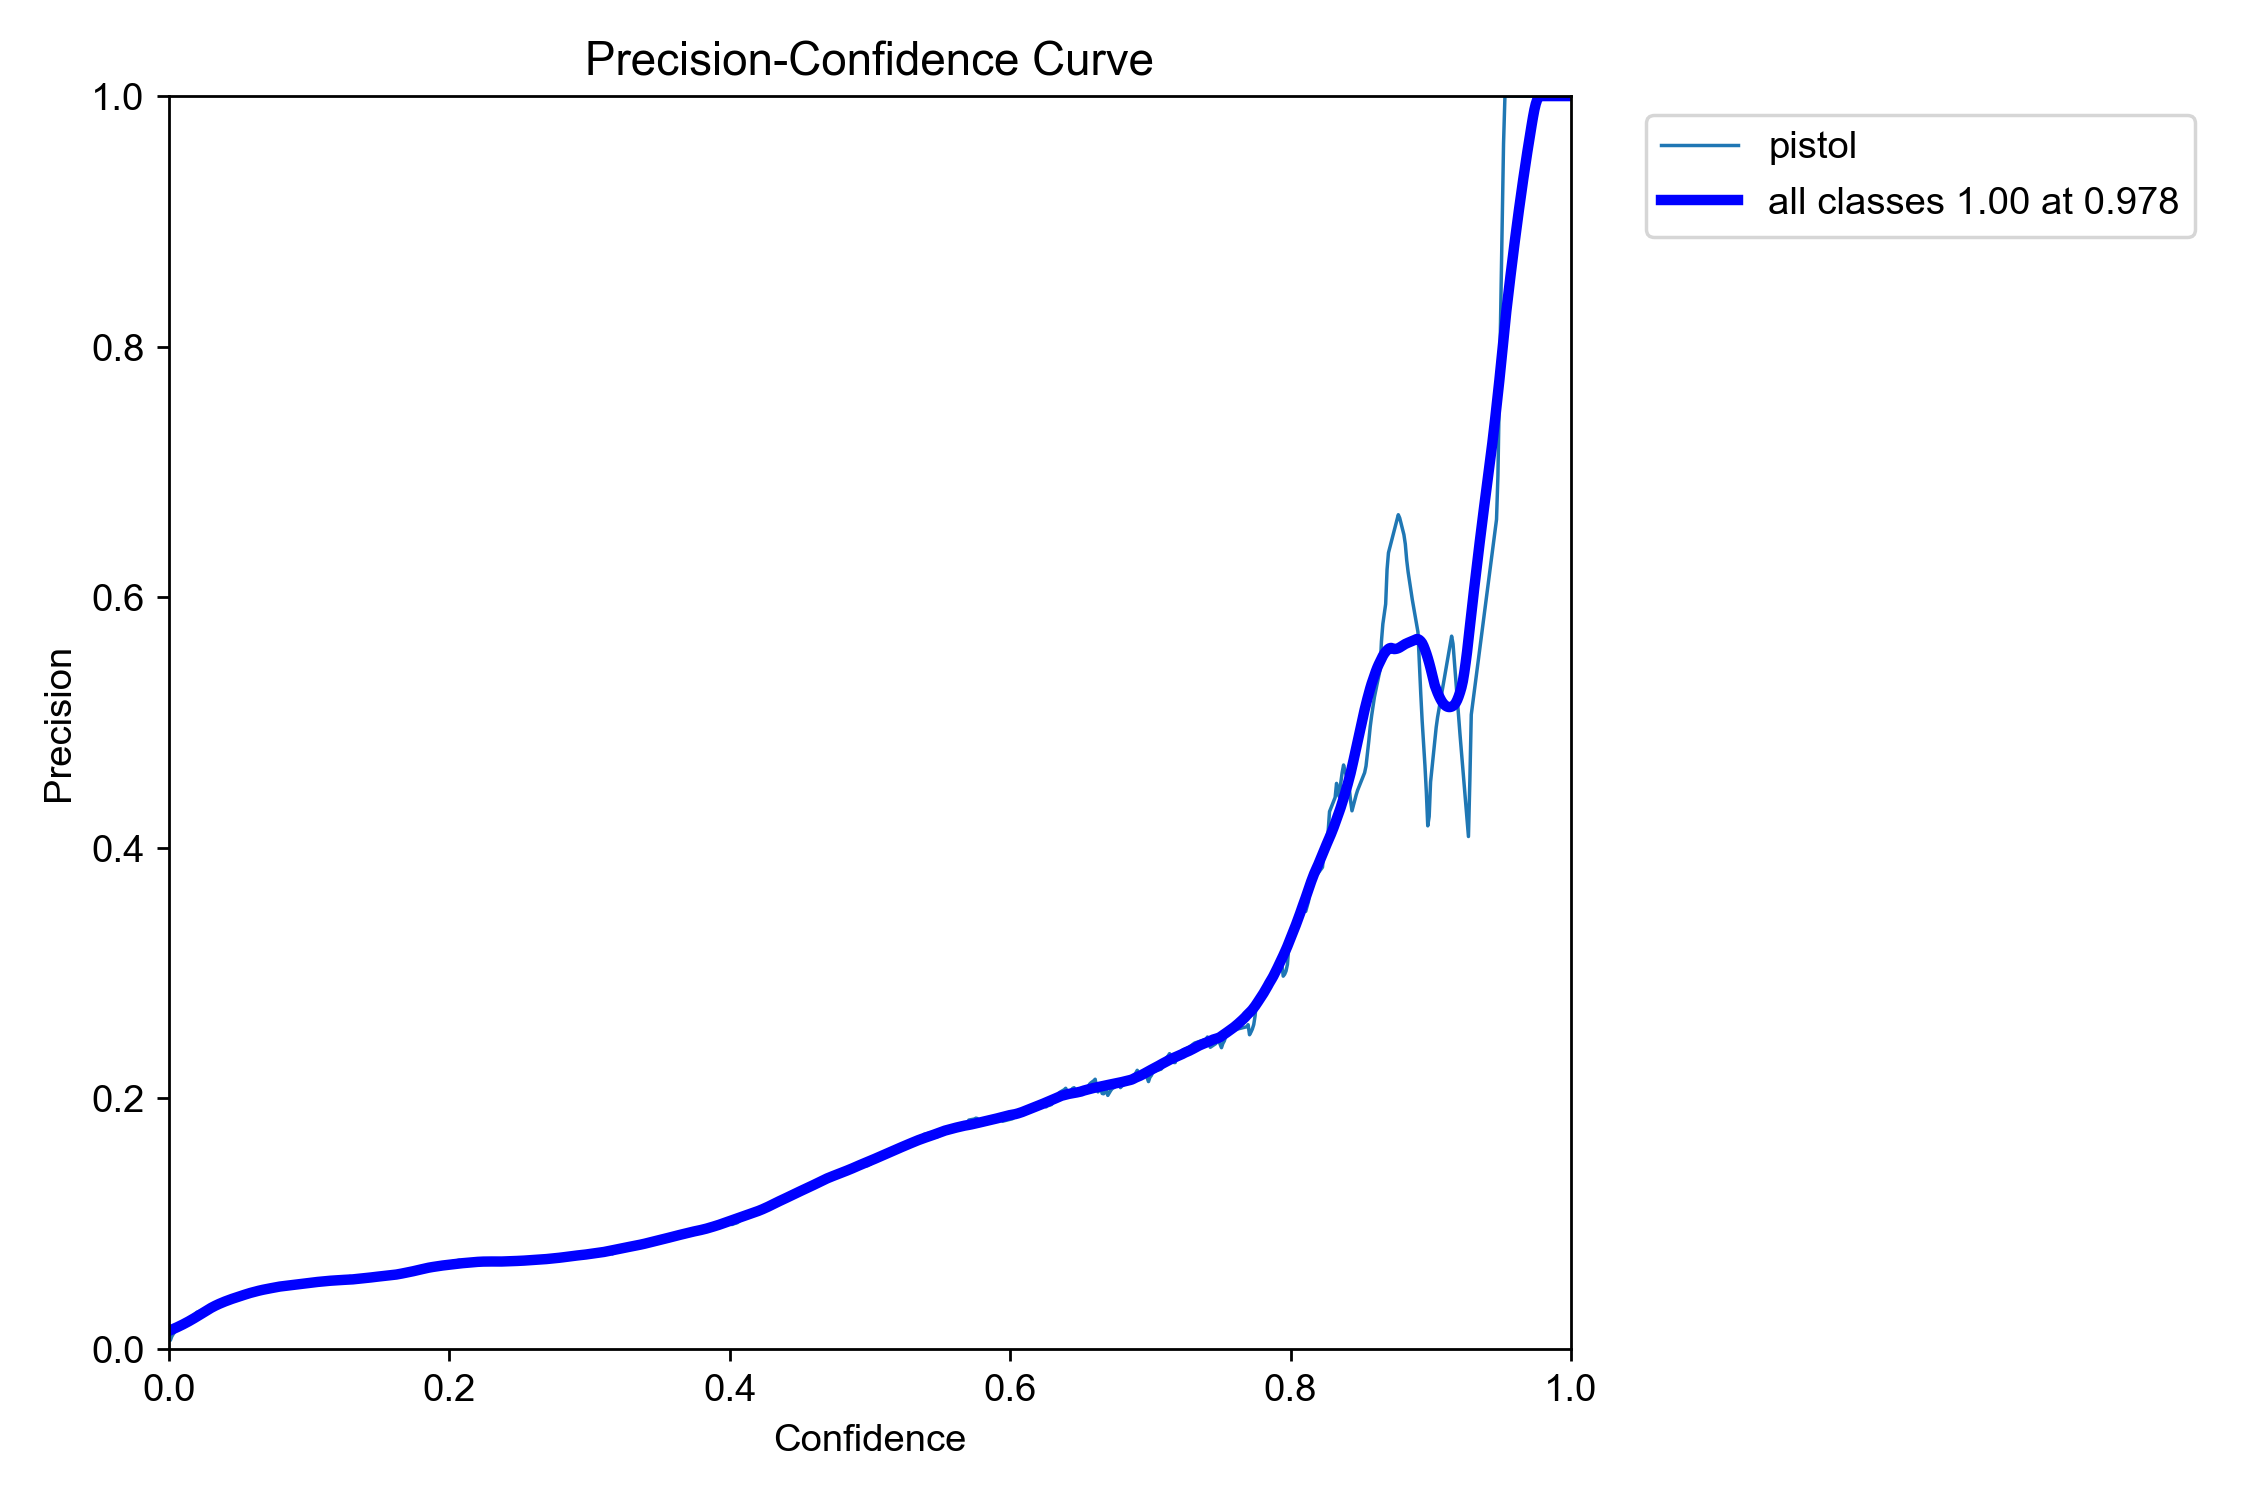 Precision-Confidence Curve
1.0
0.8
0.6
0.4
0.2
0.0
Precision
0.0 0.2 0.4 0.6 0.8 1.0
Confidence
pistol
all classes 1.00 at 0.978